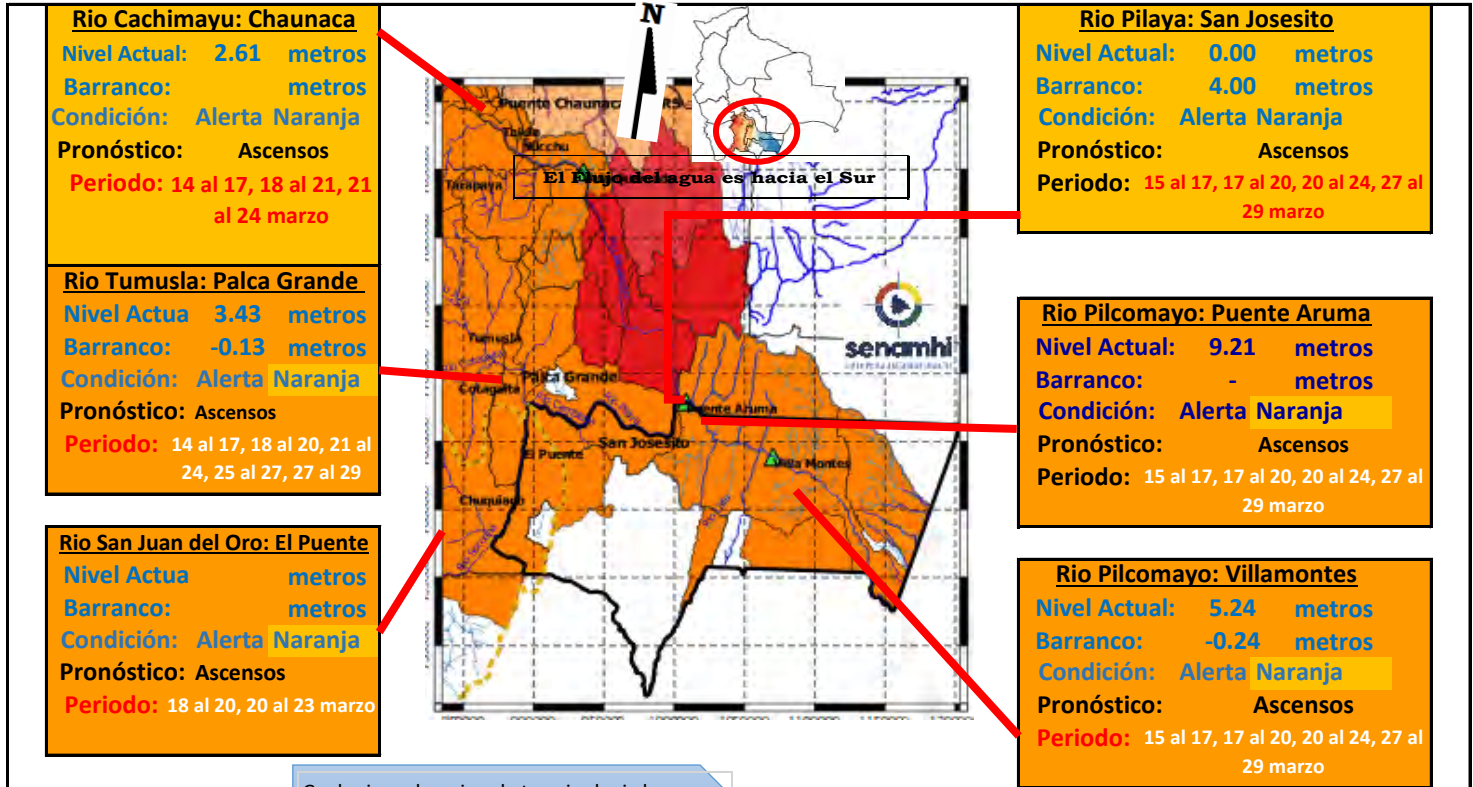 Rio Cachimayu: Chaunaca
Nivel Actual: 2.61 metros
Barranco: metros
Condición: Alerta Naranja
Pronóstico: Ascensos
Periodo: 14 al 17, 18 al 21, 21
al 24 marzo
Rio Tumusla: Palca Grande
Nivel Actua 3.43 metros
Barranco: -0.13 metros
Condición: Alerta Naranja
Pronóstico: Ascensos
Periodo: 14 al 17, 18 al 20, 21 al
24, 25 al 27, 27 al 29
Rio San Juan del Oro: El Puente
Nivel Actua metros
Barranco: metros
Condición: Alerta Naranja
Pronóstico: Ascensos
Periodo: 18 al 20, 20 al 23 marzo
N
Puente Chaunaca
Tarapaya
El Flujo del agua es hacia el Sur
senamhi
Tumusla
Palca Grande
Cotagaita
Puente Aruma
San Josesito
El Puente
Villa Montes
Chuquiago
Rio Pilaya: San Josesito
Nivel Actual: 0.00 metros
Barranco: 4.00 metros
Condición: Alerta Naranja
Pronóstico: Ascensos
Periodo: 15 al 17, 17 al 20, 20 al 24, 27 al
29 marzo
Rio Pilcomayo: Puente Aruma
Nivel Actual: 9.21 metros
Barranco: - metros
Condición: Alerta Naranja
Pronóstico: Ascensos
Periodo: 15 al 17, 17 al 20, 20 al 24, 27 al
29 marzo
Rio Pilcomayo: Villamontes
Nivel Actual: 5.24 metros
Barranco: -0.24 metros
Condición: Alerta Naranja
Pronóstico: Ascensos
Periodo: 15 al 17, 17 al 20, 20 al 24, 27 al
29 marzo